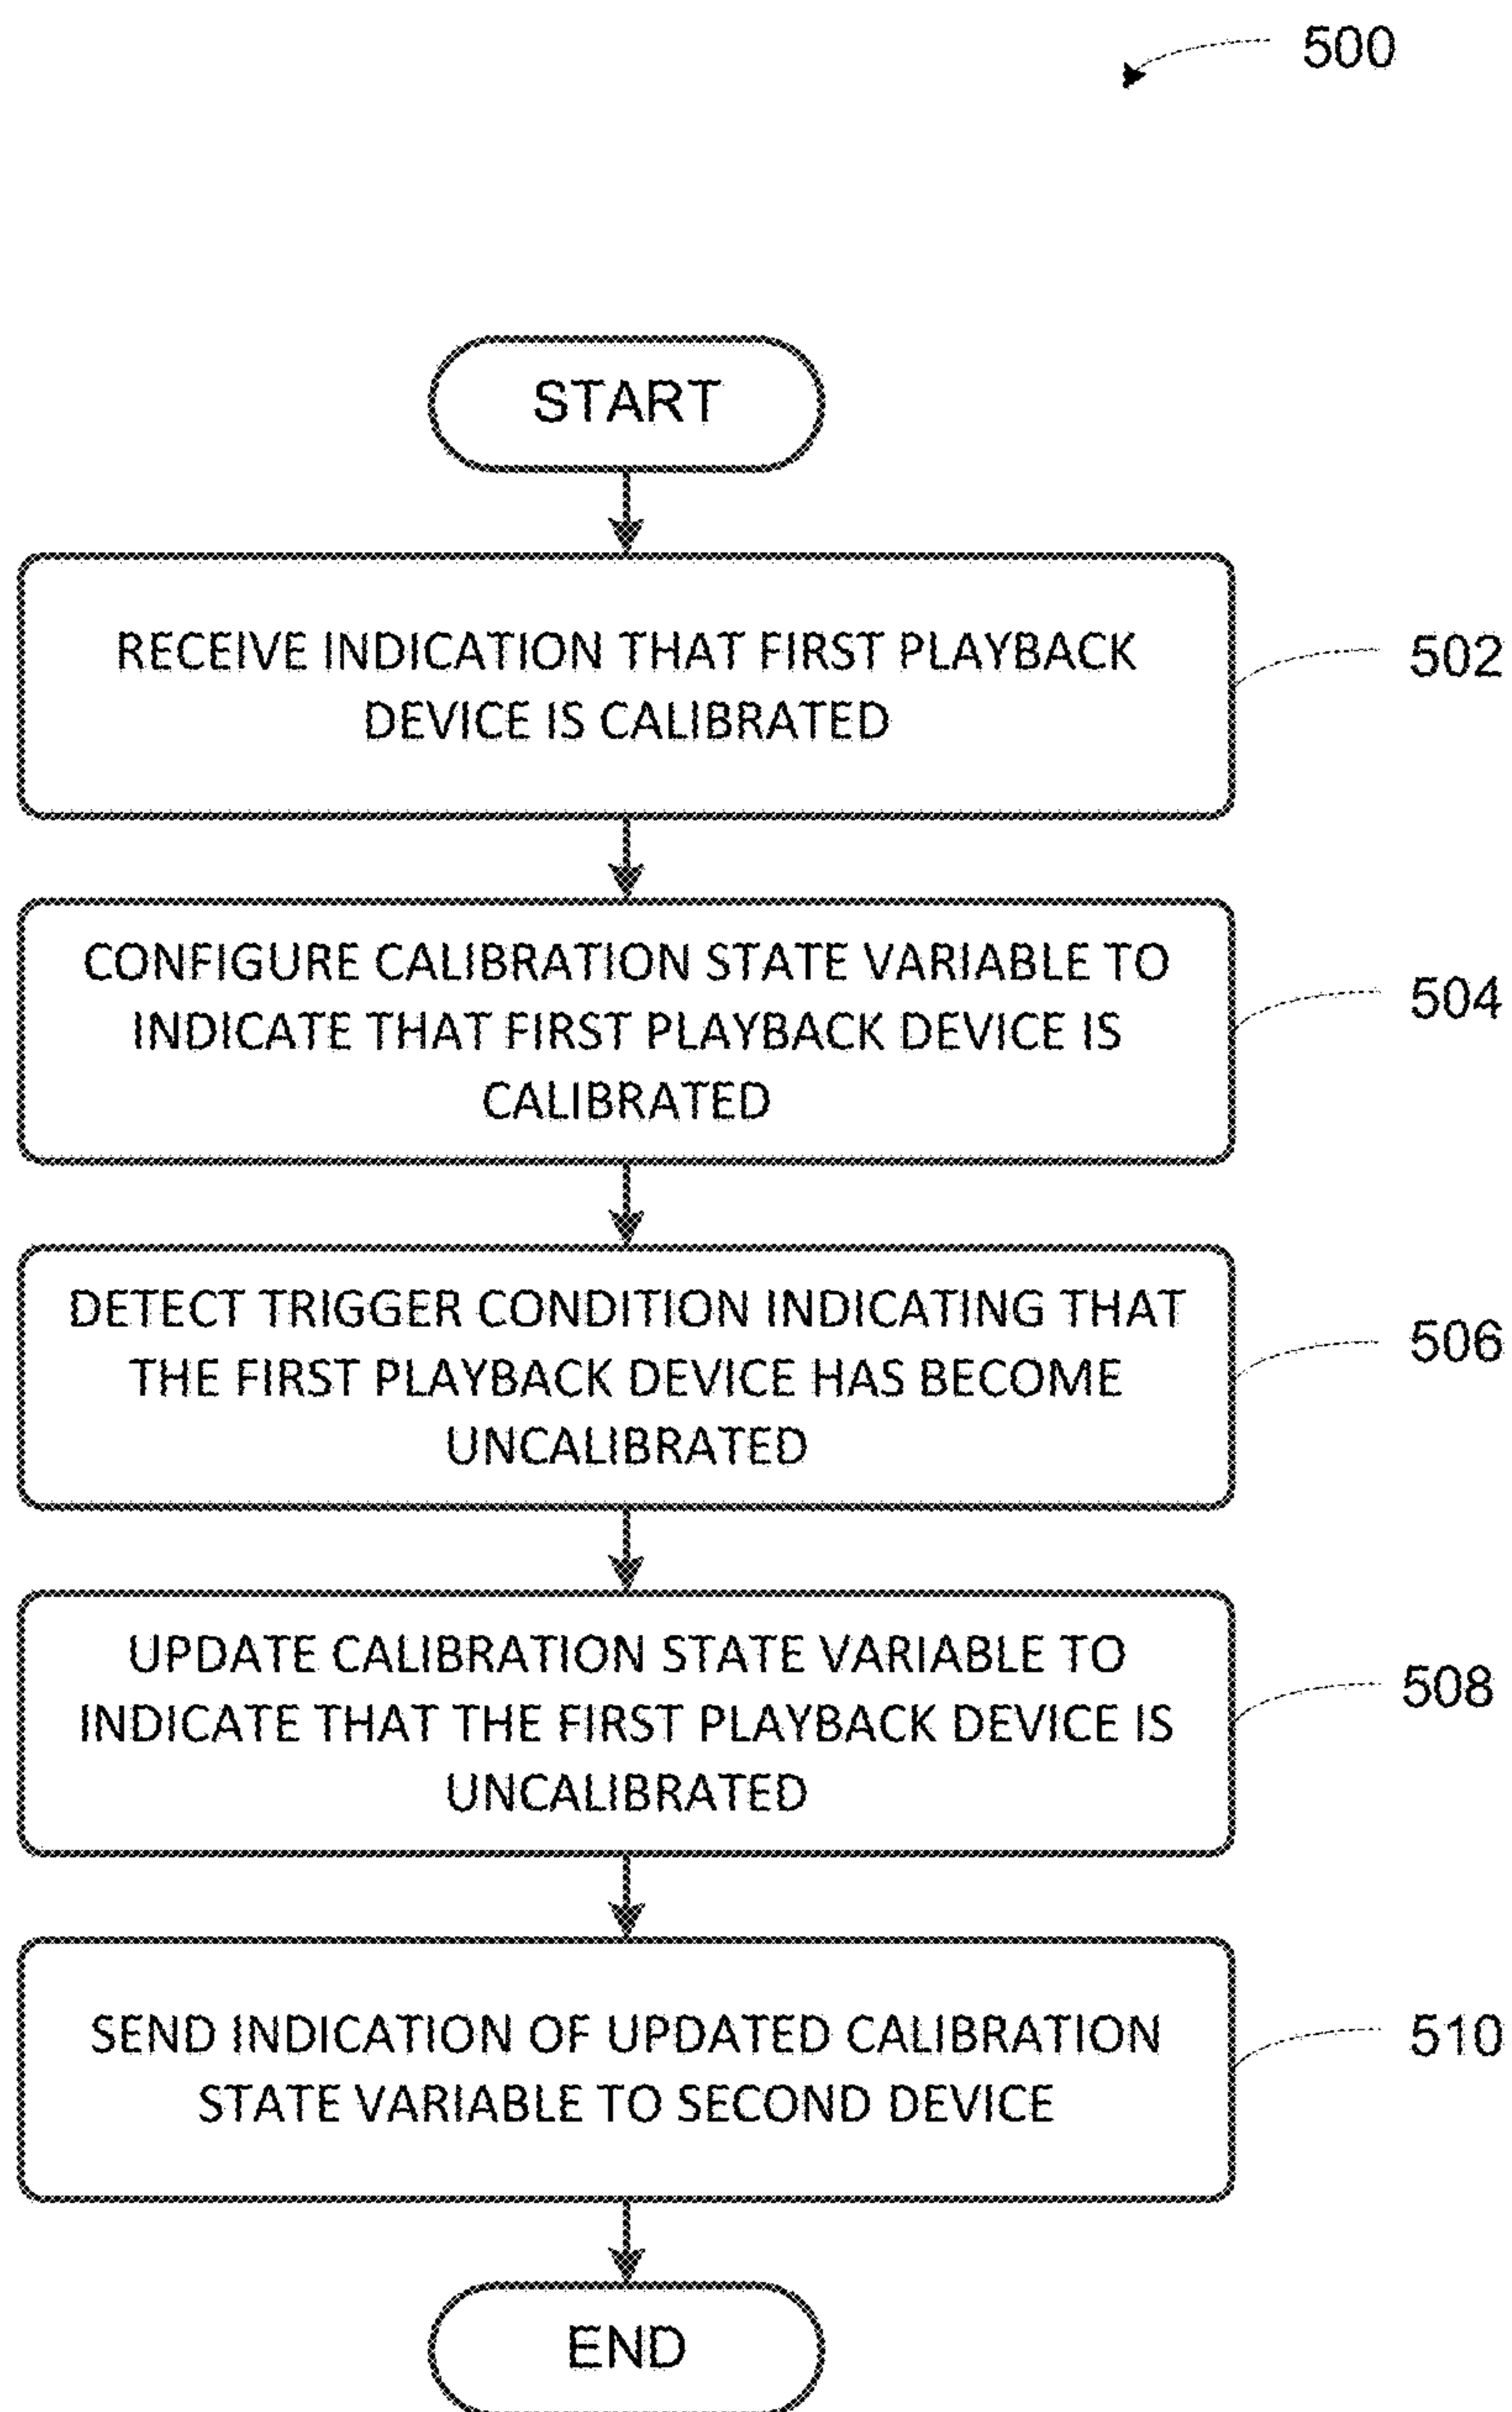 500
START
RECEIVE INDICATION THAT FIRST PLAYBACK
DEVICE IS CALIBRATED
502
CONFIGURE CALIBRATION STATE VARIABLE TO
INDICATE THAT FIRST PLAYBACK DEVICE IS
CALIBRATED
504
DETECT TRIGGER CONDITION INDICATING THAT
THE FIRST PLAYBACK DEVICE HAS BECOME
UNCALIBRATED
506
UPDATE CALIBRATION STATE VARIABLE TO
INDICATE THAT THE FIRST PLAYBACK DEVICE IS
UNCALIBRATED
508
SEND INDICATION OF UPDATED CALIBRATION
STATE VARIABLE TO SECOND DEVICE
510
END